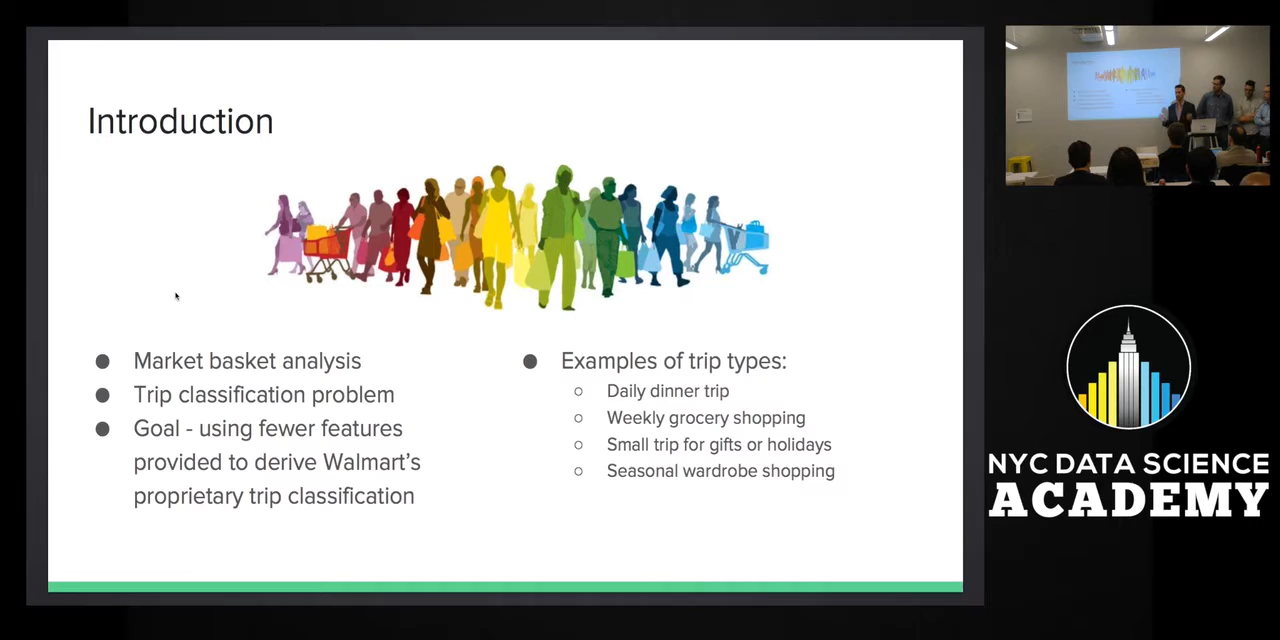 Introduction
● Market basket analysis
● Trip classification problem
● Goal - using fewer features
provided to derive Walmart's
proprietary trip classification
● Examples of trip types:
○ Daily dinner trip
○ Weekly grocery shopping
○ Small trip for gifts or holidays
○ Seasonal wardrobe shopping
NYC DATA SCIENCE
ACADEMY